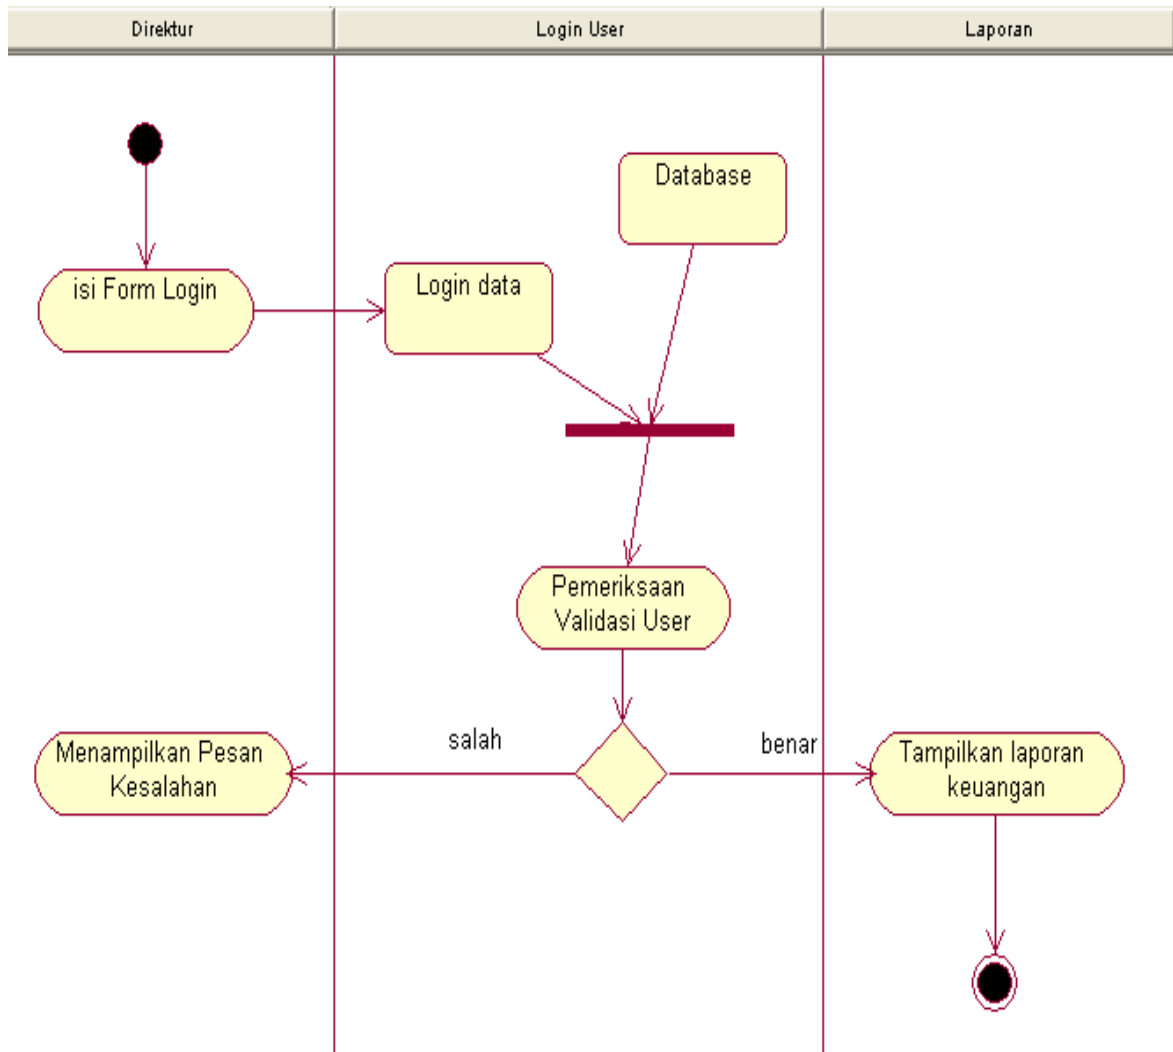 Direktur
Login User
Laporan
Database
isi Form Login
Login data
Pemeriksaan
Validasi User
salah
benar
Menampilkan Pesan
Kesalahan
Tampilkan laporan
keuangan